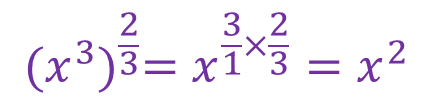 (x³)^{2/3} = x^{3/1 × 2/3} = x²